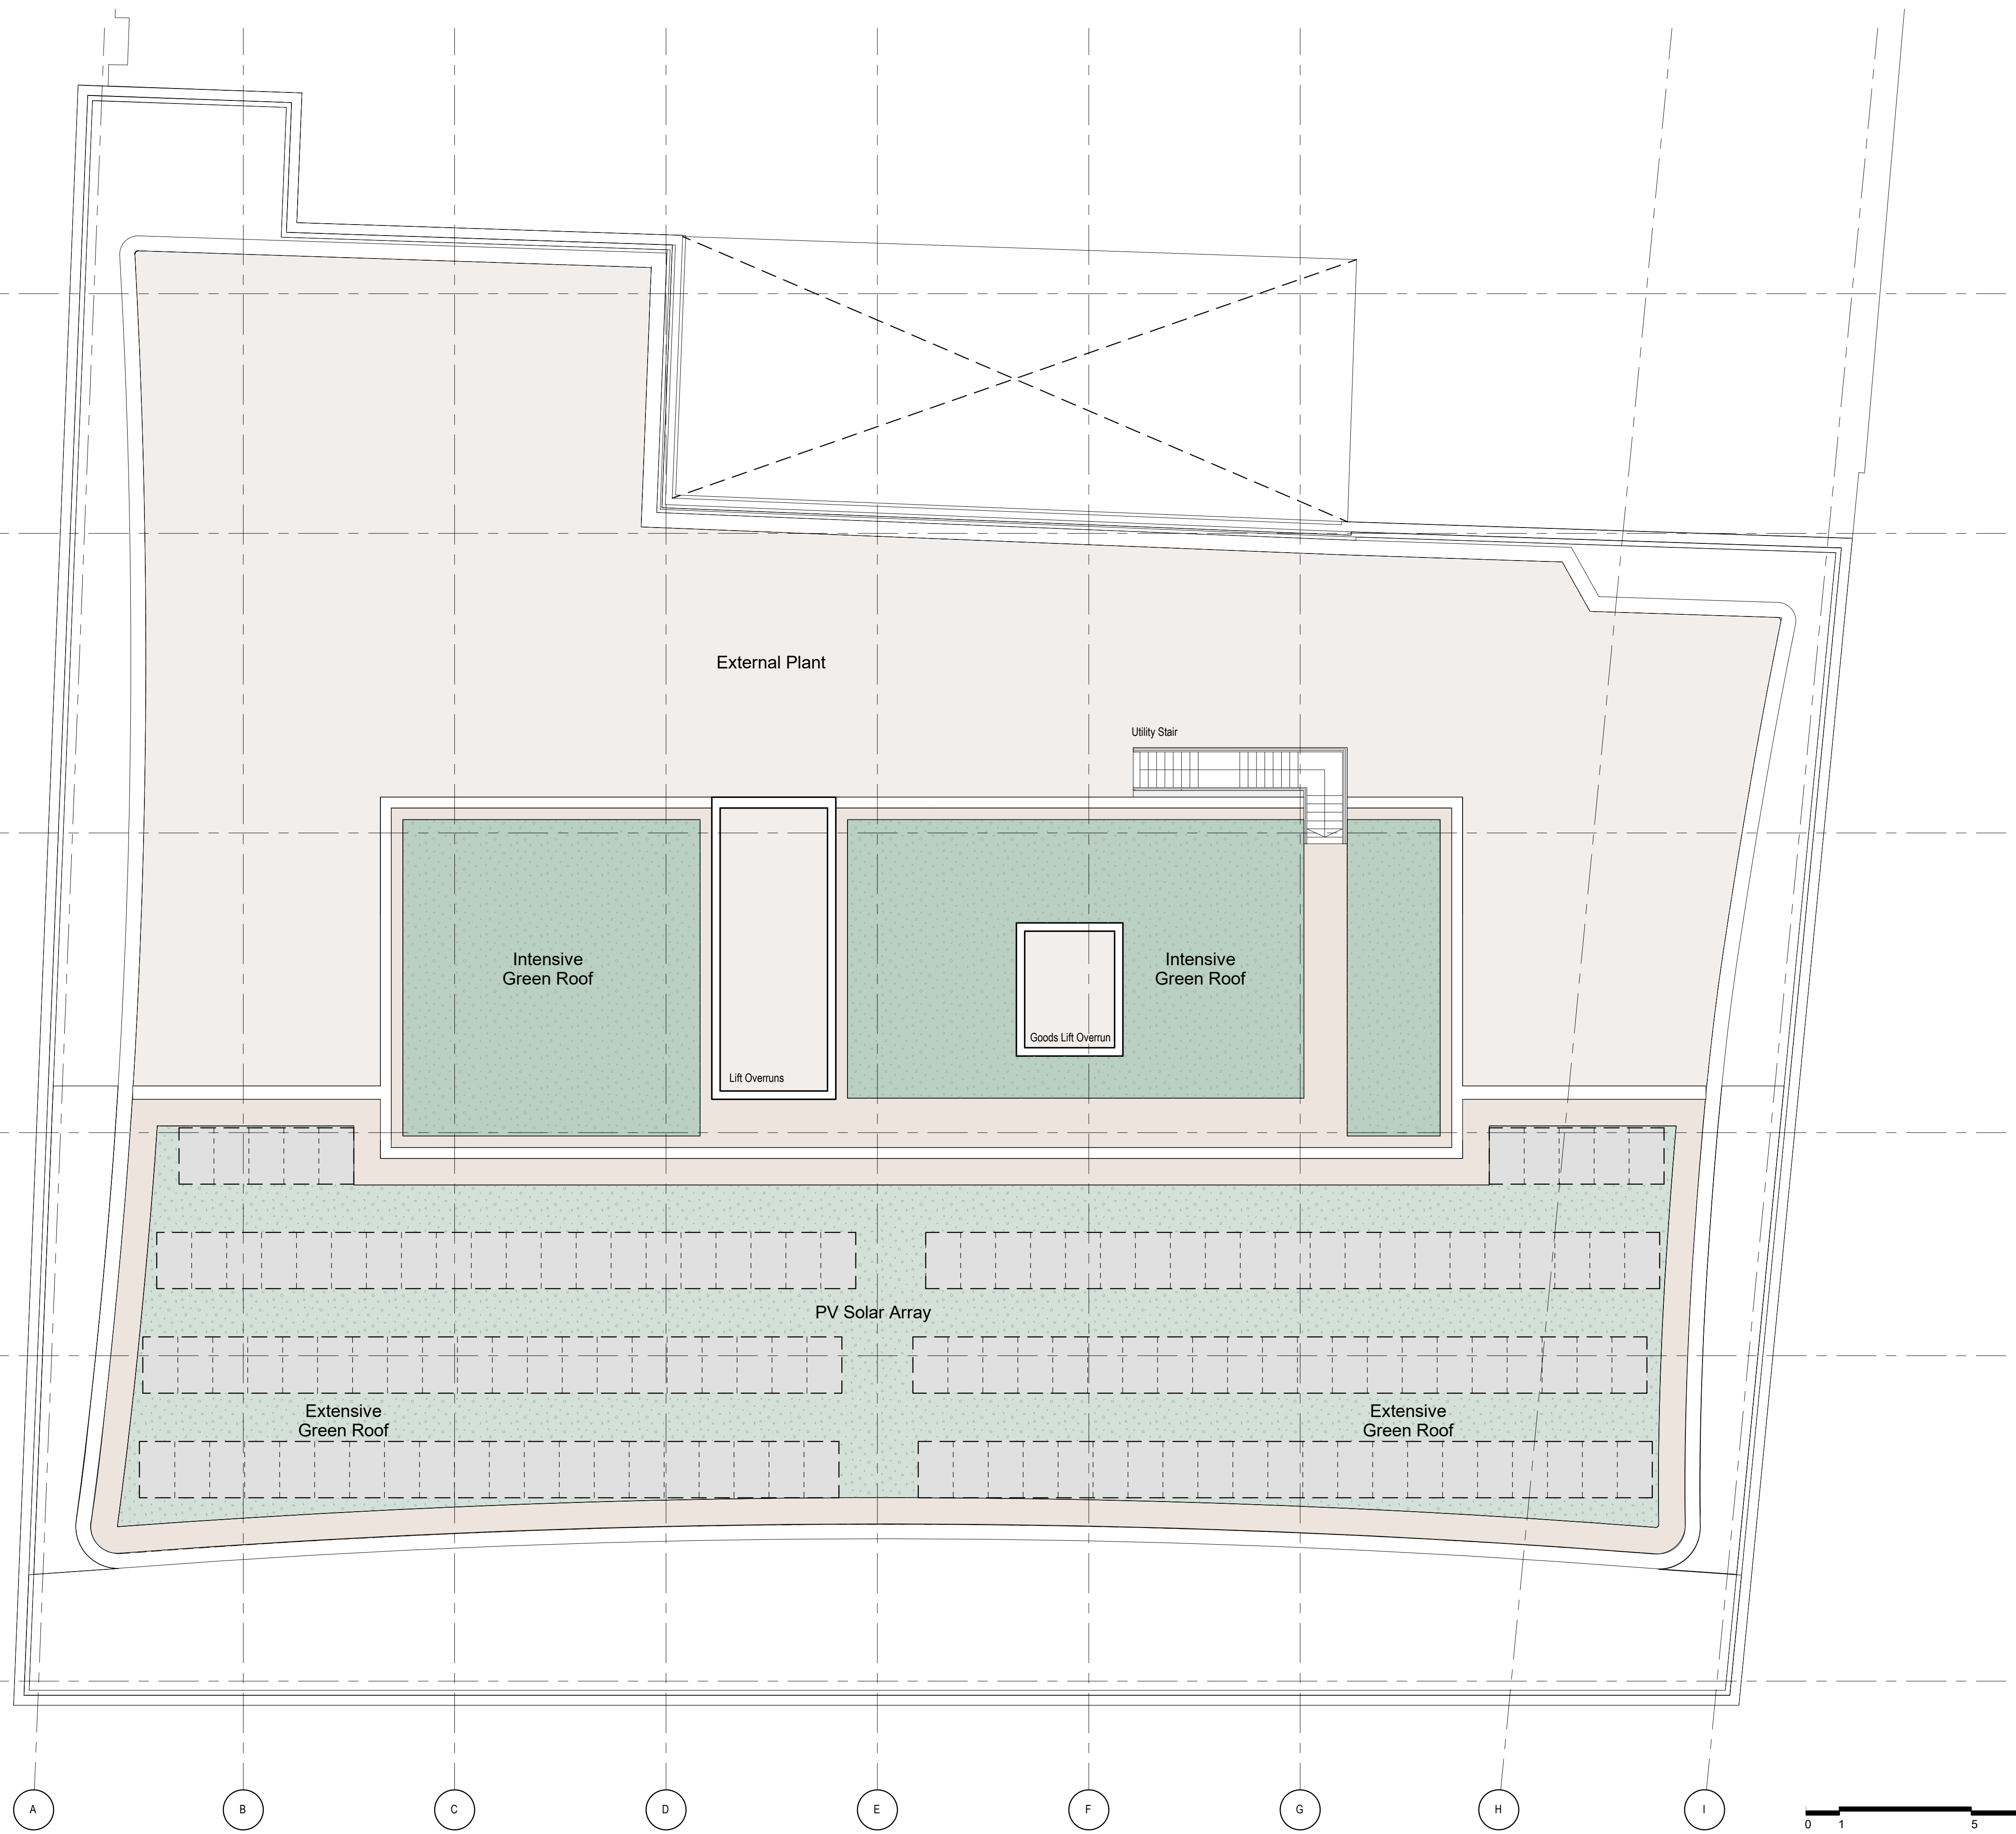 External Plant
Utility Stair
Intensive
Green Roof
Intensive
Green Roof
Goods Lift Overrun
Lift Overruns
PV Solar Array
Extensive
Green Roof
Extensive
Green Roof
A B C D E F G H I
0 1 5